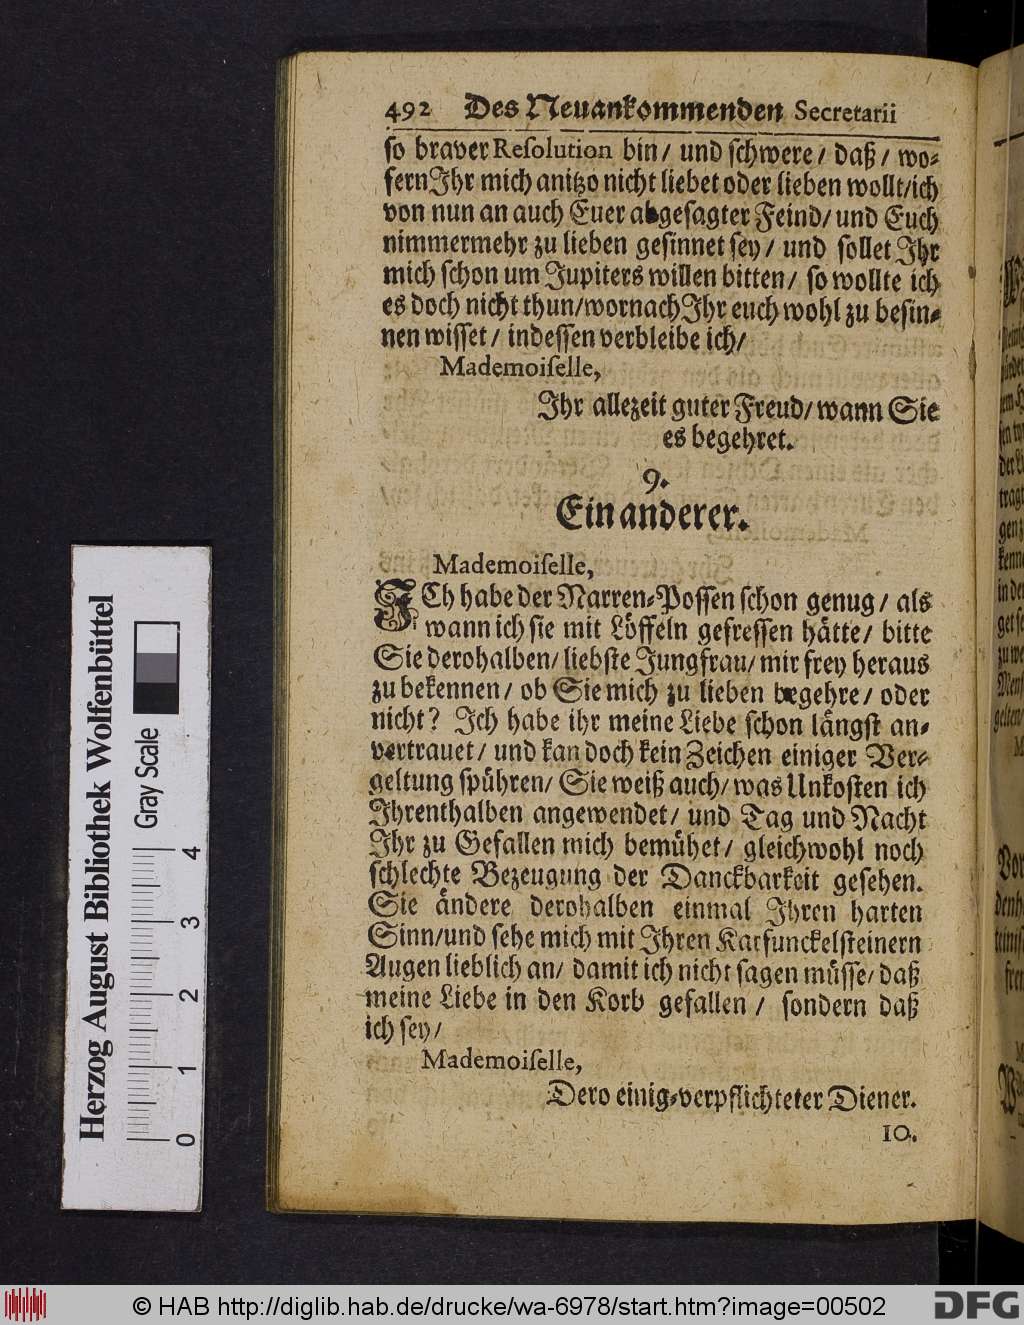 492 Des Neuankommenden Secretarii
so braver Resolution bin/ und schwere/ daß/ wo-
fern Ihr mich anitzo nicht liebet oder lieben wollt/ich
von nun an auch Euer abgesagter Feind/ und Euch
nimmermehr zu lieben gesinnet sey/ und sollet Ihr
mich schon um Jupiters willen bitten/ so wollte ich
es doch nicht thun/wornach Ihr euch wohl zu besin-
nen wisset/ indessen verbleibe ich/
Mademoiselle,
Ihr allezeit guter Freud/ wann Sie
es begehret.
9.
Ein anderer.
Mademoiselle,
ICh habe der Narren-Possen schon genug/ als
wann ich sie mit Löffeln gefressen hätte/ bitte
Sie derohalben/ liebste Jungfrau/ mir frey heraus
zu bekennen/ ob Sie mich zu lieben begehre/ oder
nicht? Ich habe ihr meine Liebe schon längst an-
vertrauet/ und kan doch kein Zeichen einiger Ver-
geltung spühren/ Sie weiß auch/ was Unkosten ich
Ihrenthalben angewendet/ und Tag und Nacht
Ihr zu Gefallen mich bemühet/ gleichwohl noch
schlechte Bezeugung der Danckbarkeit gesehen.
Sie ändere derohalben einmal Ihren harten
Sinn/und sehe mich mit Ihren Karfunckelsteinern
Augen lieblich an/ damit ich nicht sagen müsse/ daß
meine Liebe in den Korb gefallen/ sondern daß
ich sey/
Mademoiselle,
Dero einig-verpflichteter Diener.
10.
Herzog August Bibliothek Wolfenbüttel
Gray Scale
0 1 2 3 4
© HAB http://diglib.hab.de/drucke/wa-6978/start.htm?image=00502
DFG